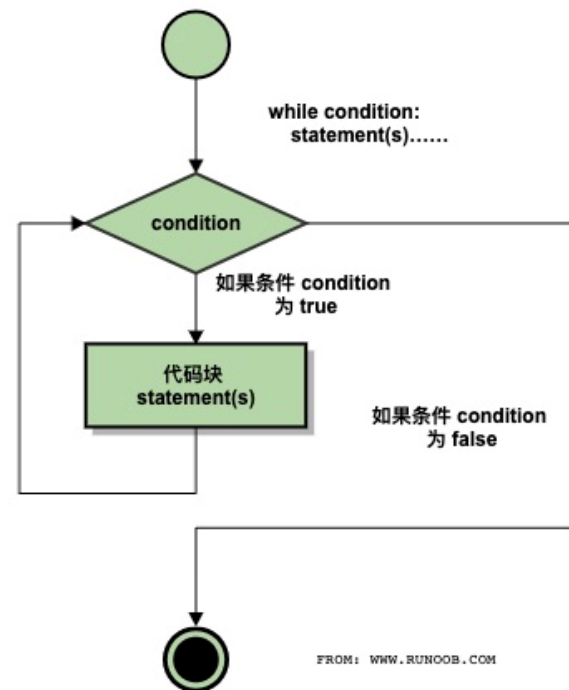 while condition:
statement(s)……
condition
如果条件 condition
为 true
代码块
statement(s)
如果条件 condition
为 false
FROM: WWW.RUNOOB.COM